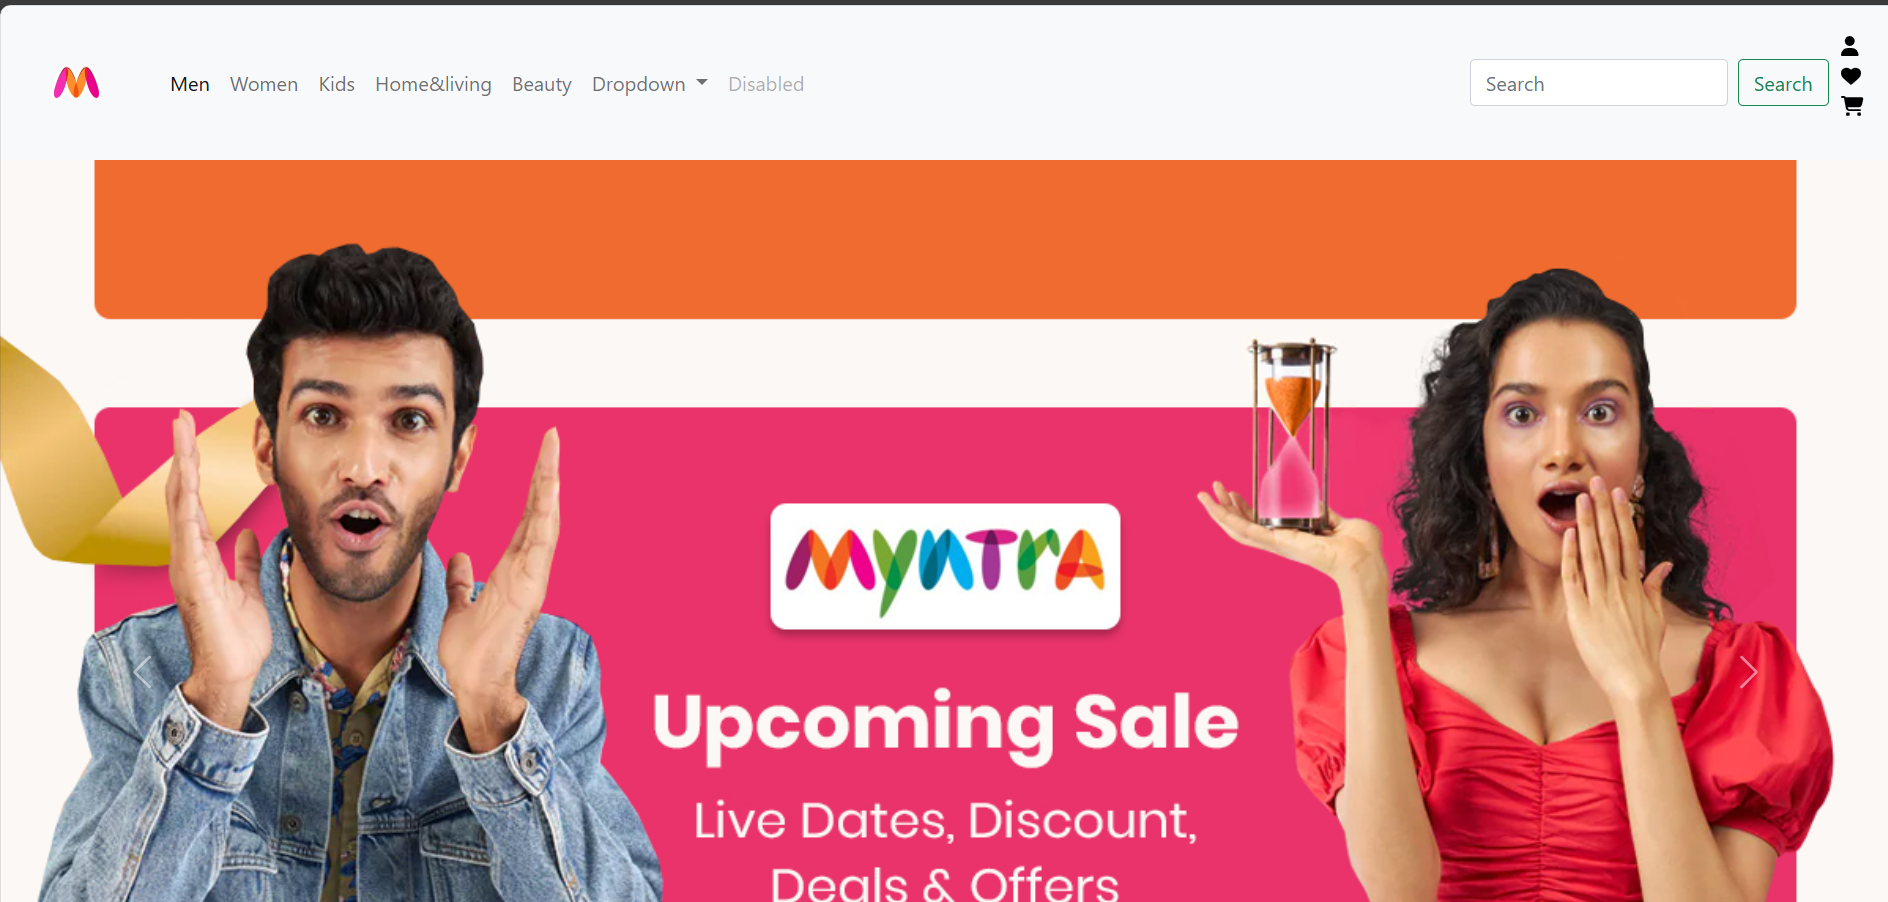 Men Women Kids Home&living Beauty Dropdown Disabled Search Search
myntra
Upcoming Sale
Live Dates, Discount,
Deals & Offers